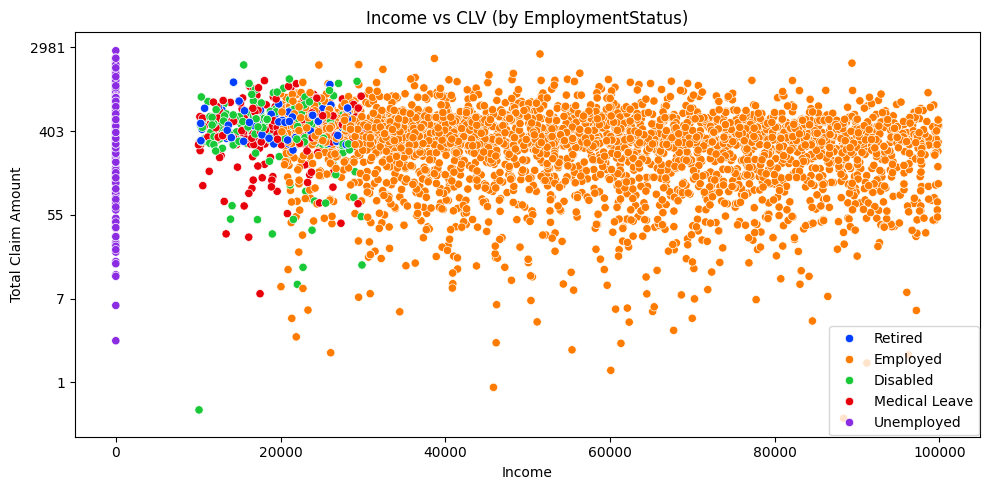 Income vs CLV (by EmploymentStatus)
Total Claim Amount
2981
403
55
7
1
Retired
Employed
Disabled
Medical Leave
Unemployed
0
20000
40000
60000
80000
100000
Income